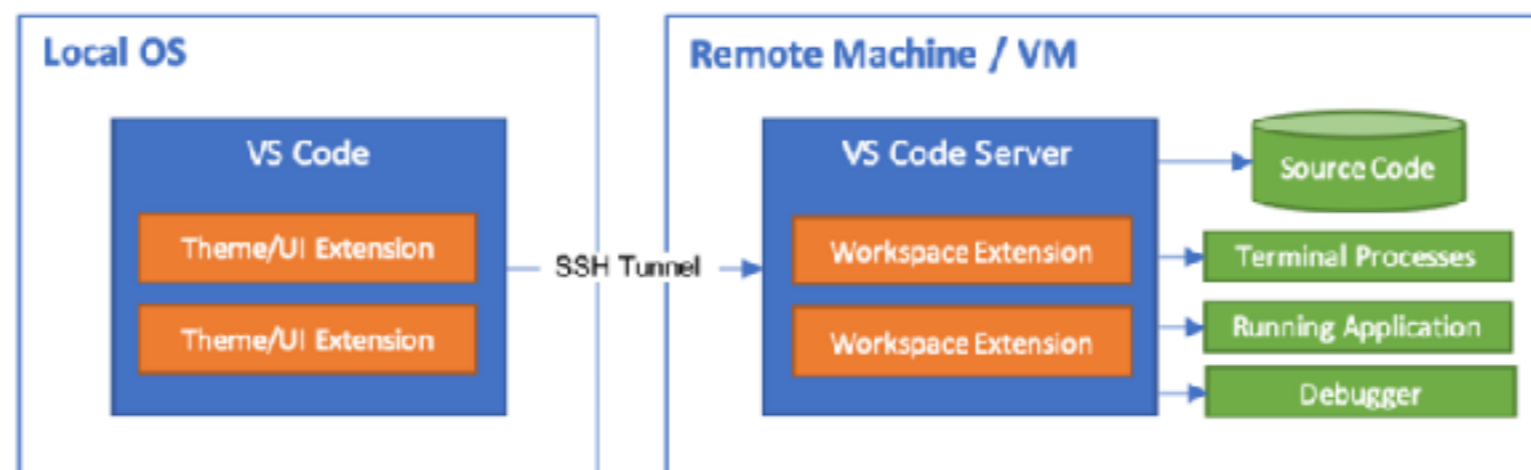 Local OS
VS Code
Theme/UI Extension
Theme/UI Extension
SSH Tunnel
Remote Machine / VM
VS Code Server
Workspace Extension
Workspace Extension
Source Code
Terminal Processes
Running Application
Debugger